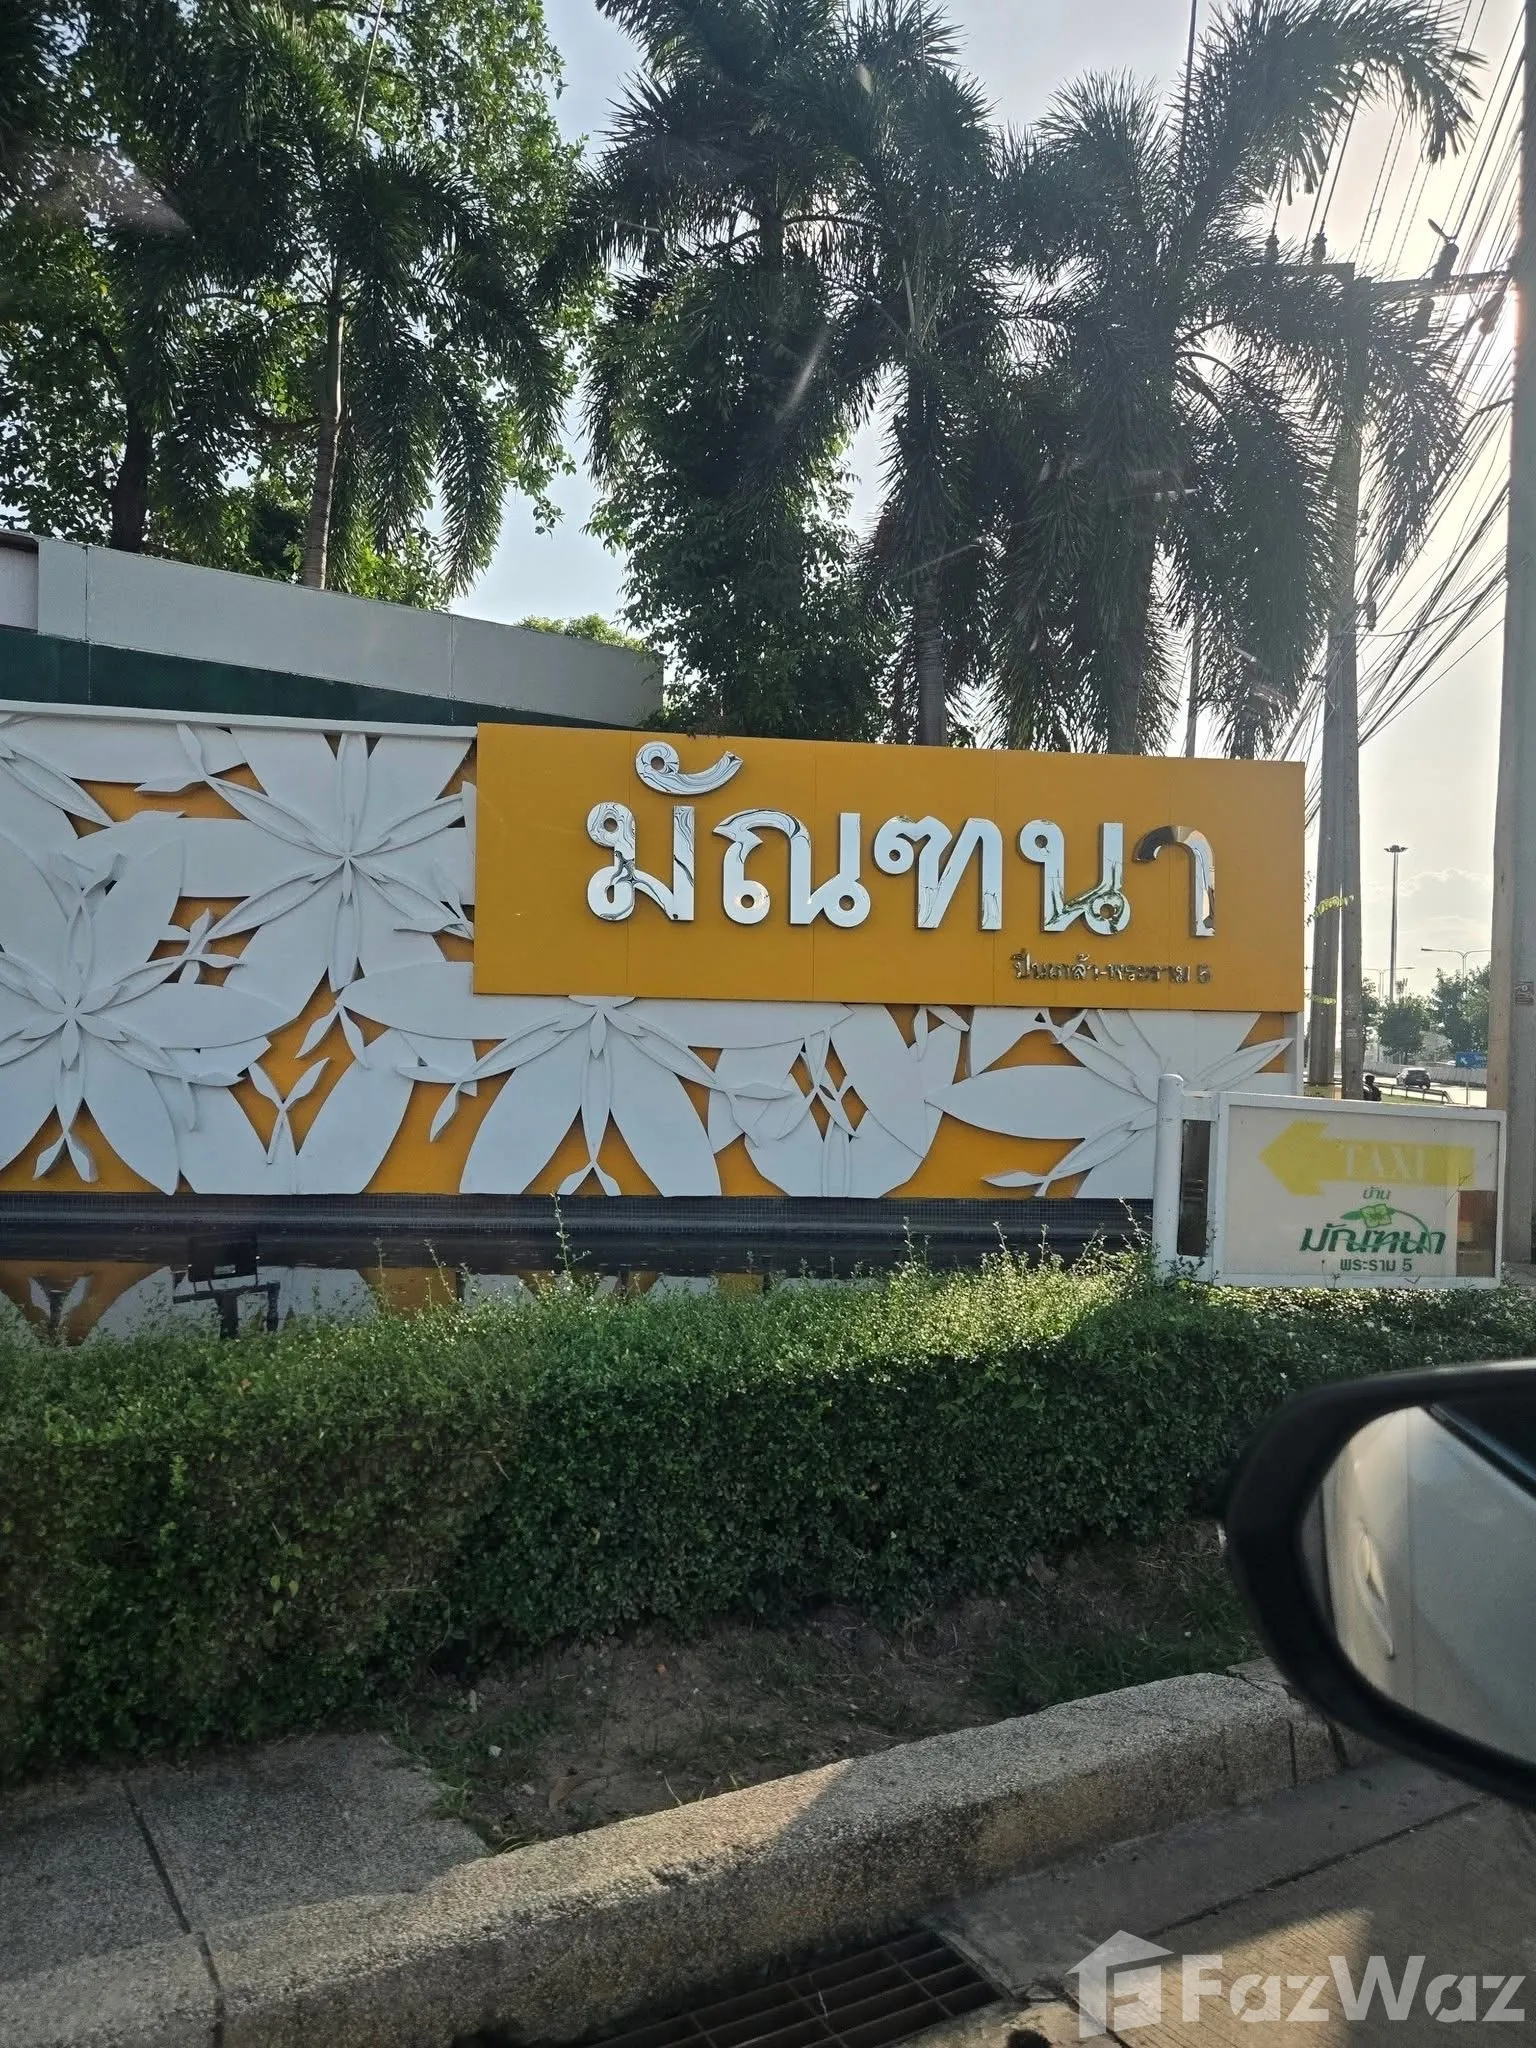 มัณฑนา
ปิ่นเกล้า-พระราม 5
TAXI
บ้าน
มัณฑนา
พระราม 5
FazWaz